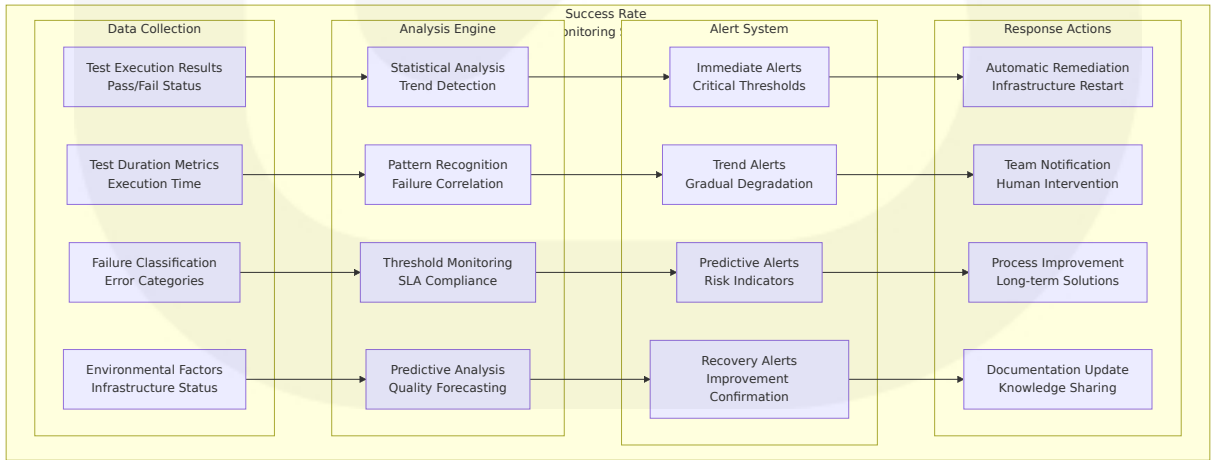 Success Rate
Data Collection
Analysis Engine
Alert System
Response Actions
Test Execution Results
Pass/Fail Status
Statistical Analysis
Trend Detection
Immediate Alerts
Critical Thresholds
Automatic Remediation
Infrastructure Restart
Test Duration Metrics
Execution Time
Pattern Recognition
Failure Correlation
Trend Alerts
Gradual Degradation
Team Notification
Human Intervention
Failure Classification
Error Categories
Threshold Monitoring
SLA Compliance
Predictive Alerts
Risk Indicators
Process Improvement
Long-term Solutions
Environmental Factors
Infrastructure Status
Predictive Analysis
Quality Forecasting
Recovery Alerts
Improvement
Confirmation
Documentation Update
Knowledge Sharing